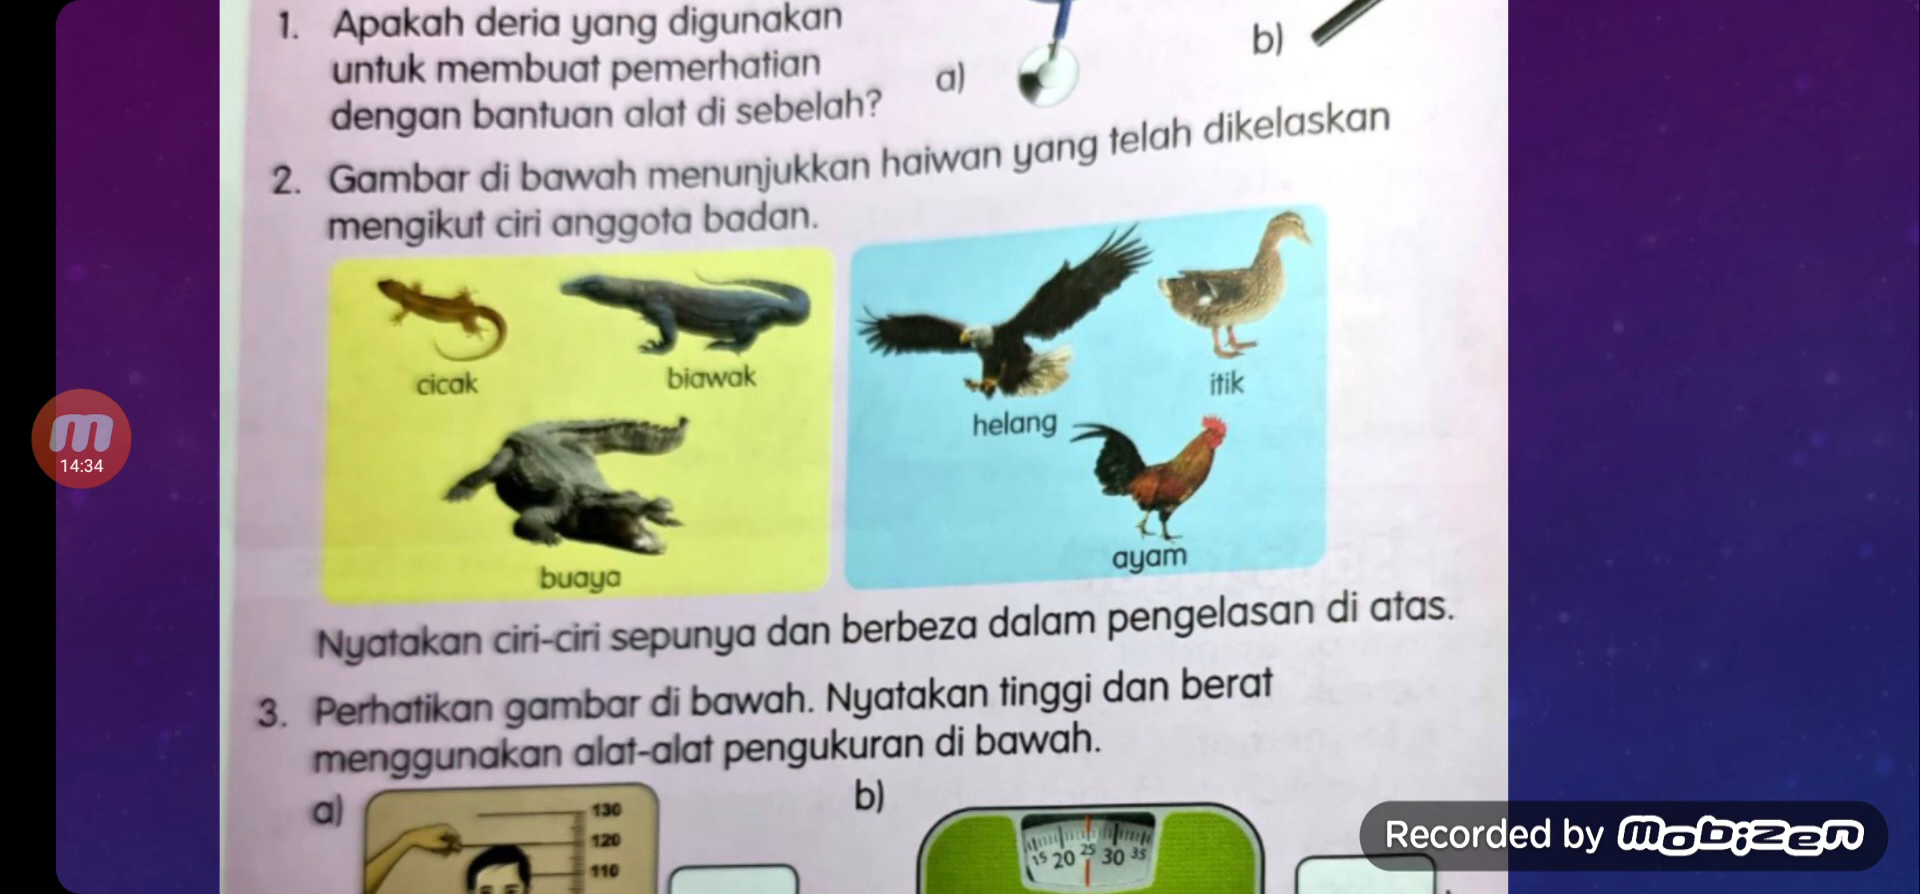 1. Apakah deria yang digunakan
untuk membuat pemerhatian
dengan bantuan alat di sebelah?
a)
b)
2. Gambar di bawah menunjukkan haiwan yang telah dikelaskan
mengikut ciri anggota badan.
cicak
biawak
buaya
helang
itik
ayam
Nyatakan ciri-ciri sepunya dan berbeza dalam pengelasan di atas.
3. Perhatikan gambar di bawah. Nyatakan tinggi dan berat
menggunakan alat-alat pengukuran di bawah.
a)
130
120
110
b)
15 20 25 30 35
m
14:34
Recorded by Mobizen